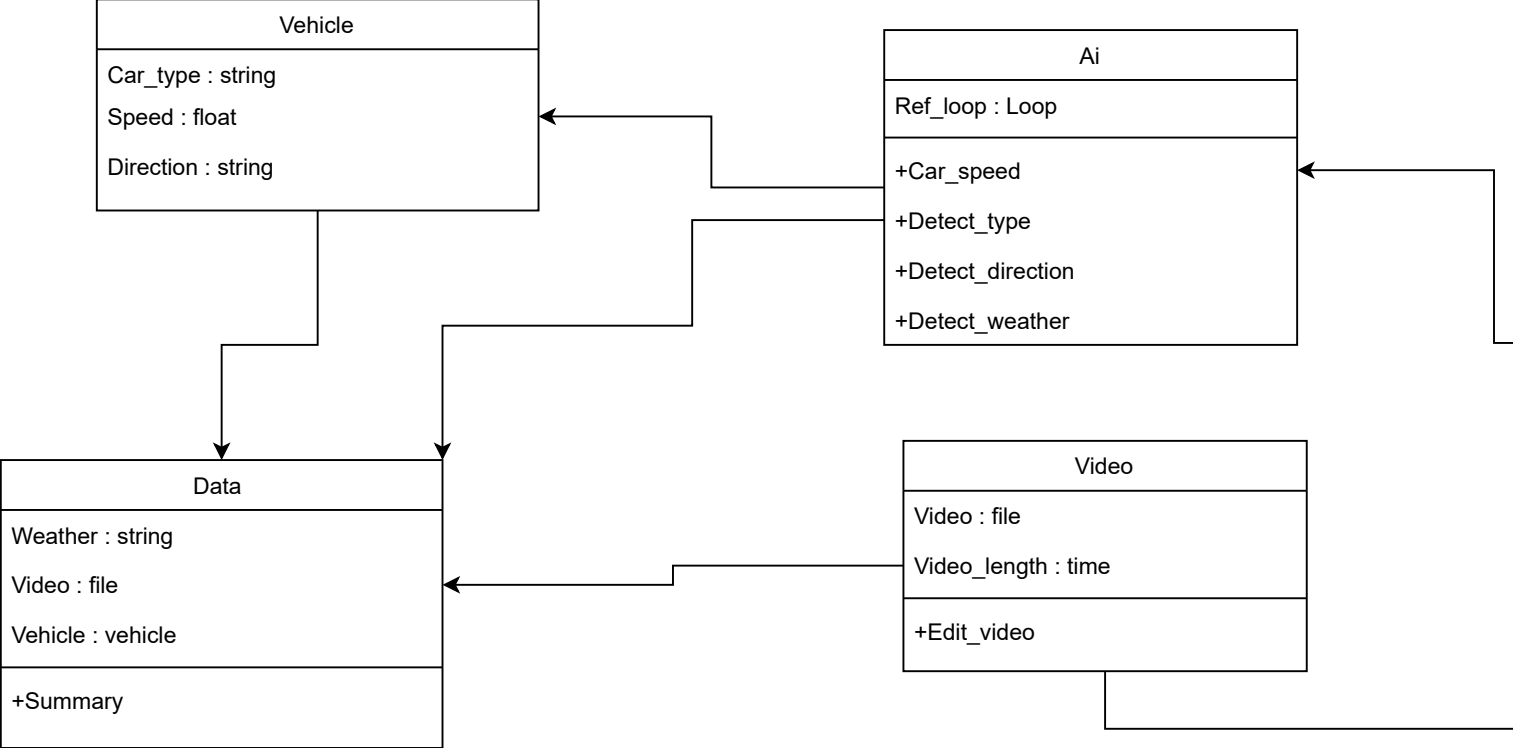 Vehicle
Car_type : string
Speed : float
Direction : string
Ai
Ref_loop : Loop
+Car_speed
+Detect_type
+Detect_direction
+Detect_weather
Data
Weather : string
Video : file
Vehicle : vehicle
+Summary
Video
Video : file
Video_length : time
+Edit_video